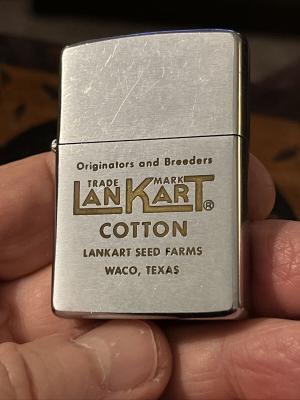 Originators and Breeders
TRADE MARK
LANKART®
COTTON
LANKART SEED FARMS
WACO, TEXAS